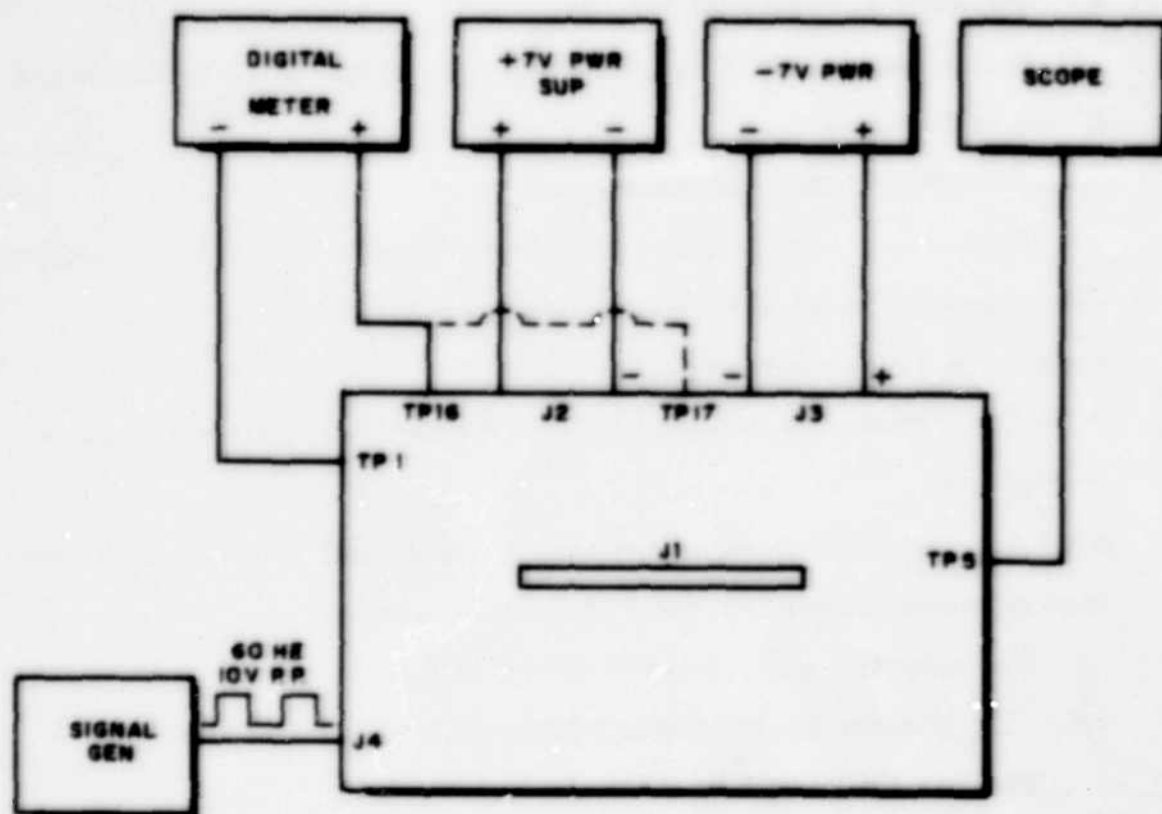 DIGITAL
METER
- +
+7V PWR
SUP
+ -
-7V PWR
- +
SCOPE
- - +
TP16 J2 TP17 J3
TP1
J1
TP5
60 HE
10V P P
SIGNAL
GEN
J4